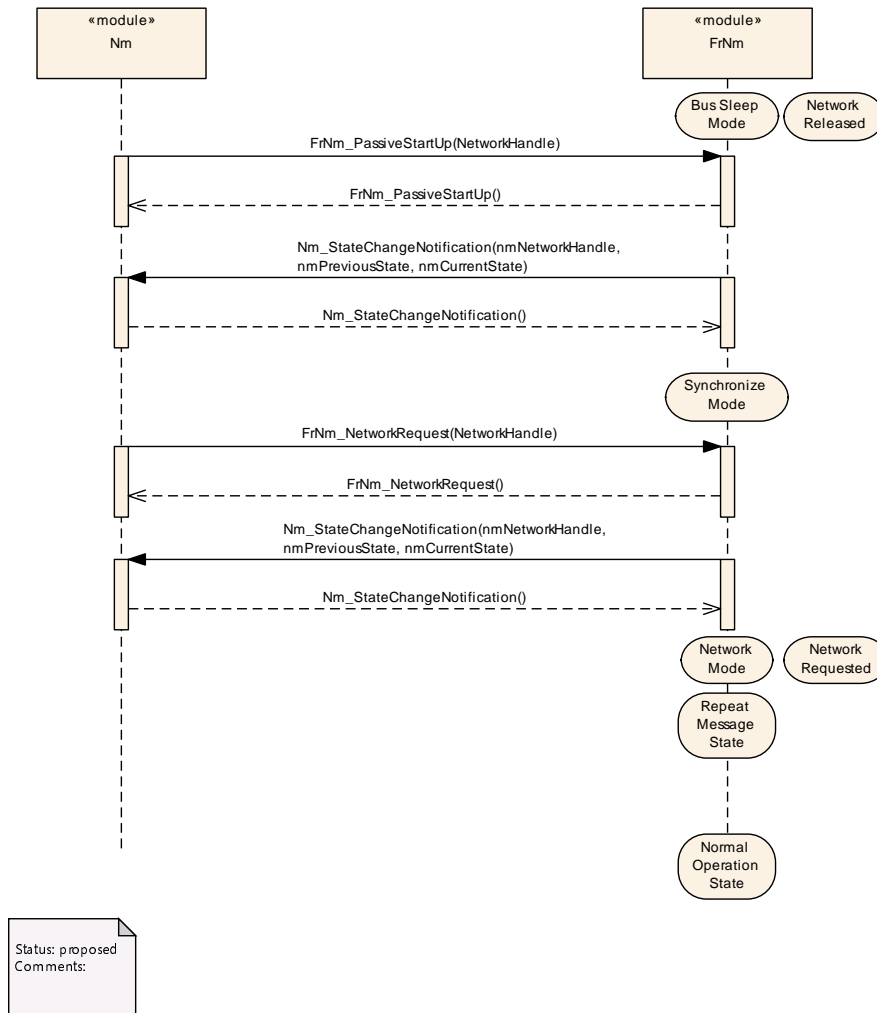 «module»
Nm
«module»
FrNm
Bus Sleep
Mode
Network
Released
FrNm_PassiveStartUp(NetworkHandle)
FrNm_PassiveStartUp()
Nm_StateChangeNotification(nmNetworkHandle,
nmPreviousState, nmCurrentState)
Nm_StateChangeNotification()
Synchronize
Mode
FrNm_NetworkRequest(NetworkHandle)
FrNm_NetworkRequest()
Nm_StateChangeNotification(nmNetworkHandle,
nmPreviousState, nmCurrentState)
Nm_StateChangeNotification()
Network
Mode
Network
Requested
Repeat
Message
State
Normal
Operation
State
Status: proposed
Comments: